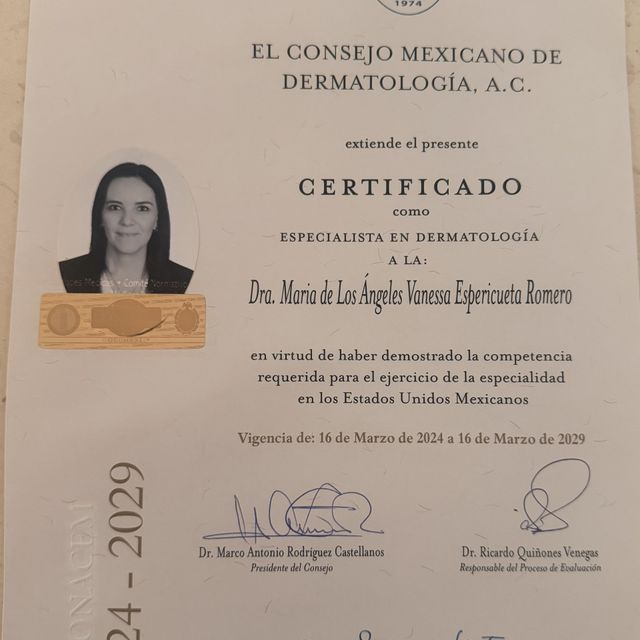 1974
EL CONSEJO MEXICANO DE
DERMATOLOGÍA, A.C.
extiende el presente
CERTIFICADO
como
ESPECIALISTA EN DERMATOLOGÍA
A LA:
Dra. Maria de Los Ángeles Vanessa Espericueta Romero
en virtud de haber demostrado la competencia
requerida para el ejercicio de la especialidad
en los Estados Unidos Mexicanos
Vigencia de: 16 de Marzo de 2024 a 16 de Marzo de 2029
Dr. Marco Antonio Rodríguez Castellanos
Presidente del Consejo
Dr. Ricardo Quiñones Venegas
Responsable del Proceso de Evaluación
Comité Normativo
ONACEM
24 - 2029